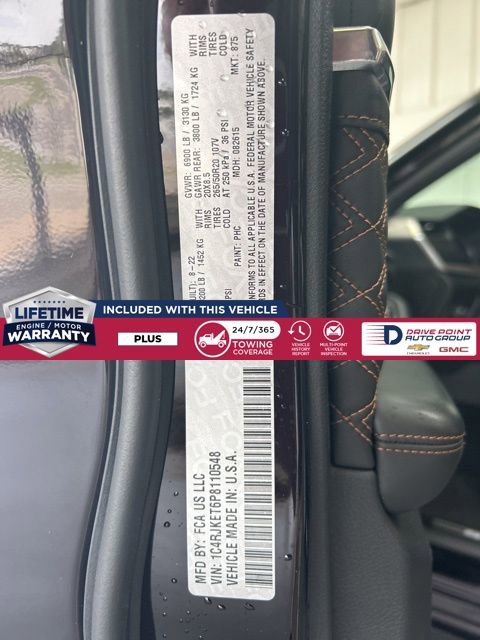 MFD BY: FCA US LLC
VIN: 1C4RJKET6P8110548
VEHICLE MADE IN: U.S.A.
8-22
GVWR: 6900 LB / 3130 KG
200 LB / 1452 KG
WITH
RIMS
TIRES
COLD
GAWR REAR: 3800 LB / 1724 KG
WITH
RIMS
TIRES
COLD
20X8.5
265/50R20 107V
PSI
AT 250 kPa / 36 PSI
PAINT: PHC
MDH: 082615
MKT: 875
ONFORMS TO ALL APPLICABLE U.S.A. FEDERAL MOTOR VEHICLE SAFETY
ARDS IN EFFECT ON THE DATE OF MANUFACTURE SHOWN ABOVE.
LIFETIME
ENGINE / MOTOR
WARRANTY
INCLUDED WITH THIS VEHICLE
PLUS
24/7/365
TOWING
COVERAGE
VEHICLE
HISTORY
REPORT
MULTI-POINT
VEHICLE
INSPECTION
DRIVE POINT
AUTO GROUP
CHEVROLET
GMC